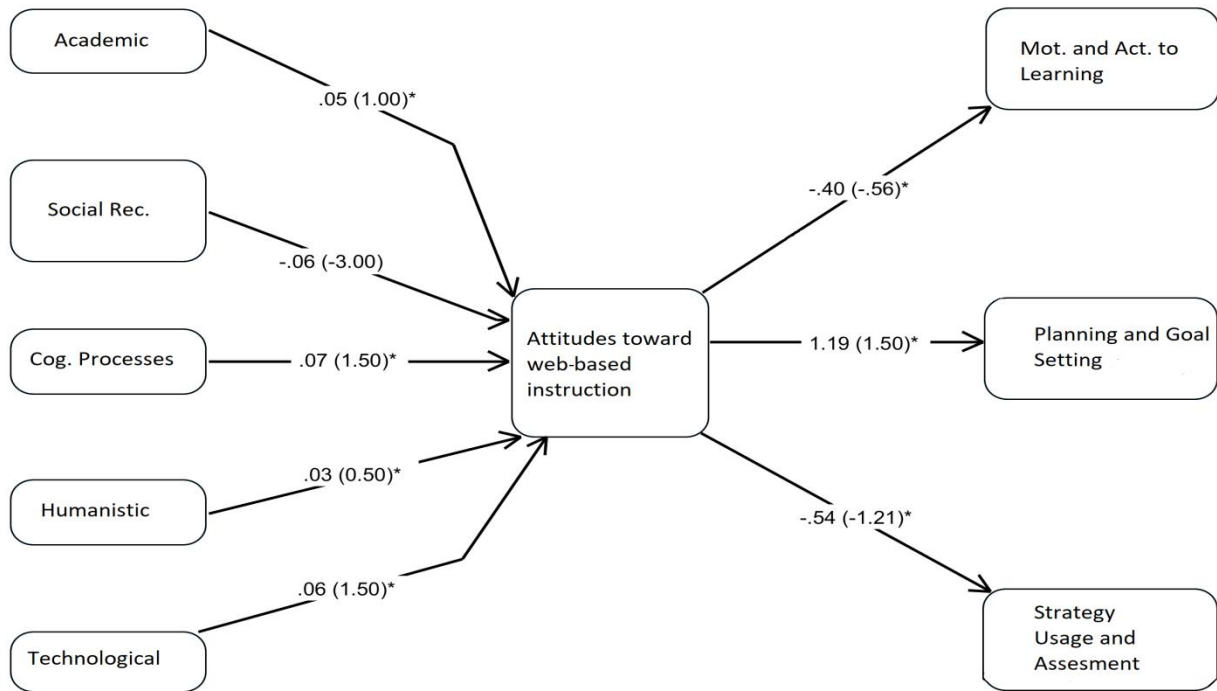 Academic
.05 (1.00)*
Social Rec.
-.06 (-3.00)
Cog. Processes
.07 (1.50)*
Humanistic
.03 (0.50)*
Technological
.06 (1.50)*
Attitudes toward
web-based
instruction
-.40 (-.56)*
1.19 (1.50)*
-.54 (-1.21)*
Mot. and Act. to
Learning
Planning and Goal
Setting
Strategy
Usage and
Assesment